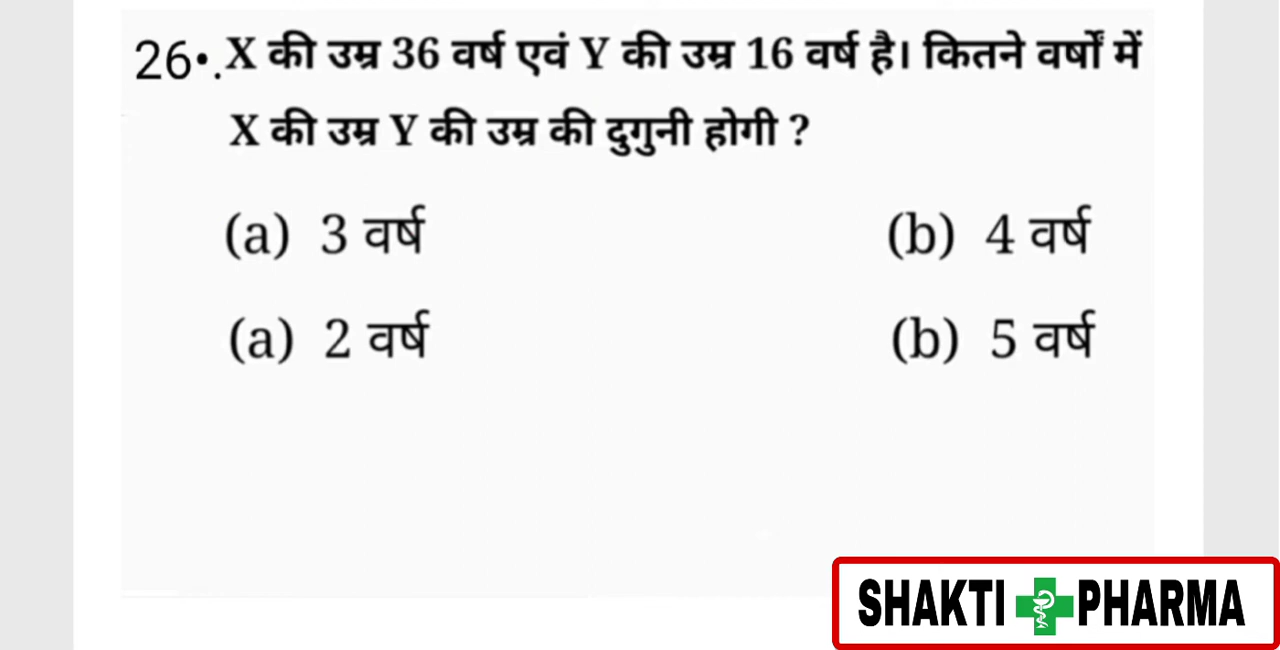 26•. X की उम्र 36 वर्ष एवं Y की उम्र 16 वर्ष है। कितने वर्षों में
X की उम्र Y की उम्र की दुगुनी होगी ?
(a) 3 वर्ष (b) 4 वर्ष
(a) 2 वर्ष (b) 5 वर्ष
SHAKTI PHARMA